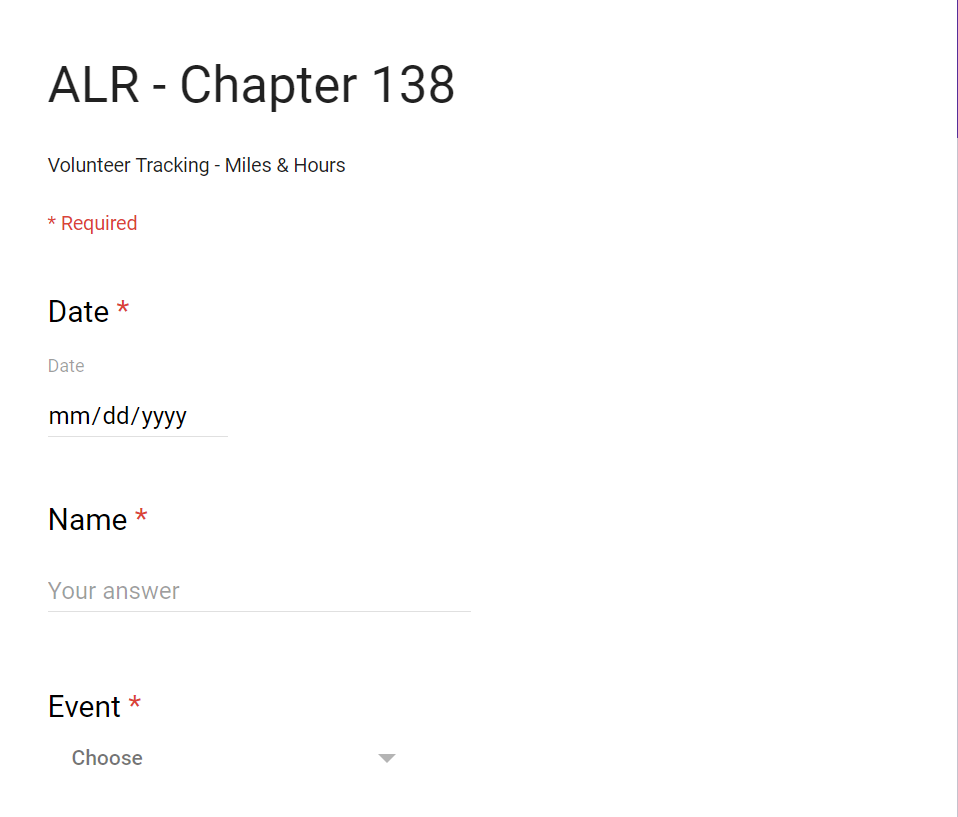 ALR - Chapter 138
Volunteer Tracking - Miles & Hours
* Required
Date *
Date
mm/dd/yyyy
Name *
Your answer
Event *
Choose